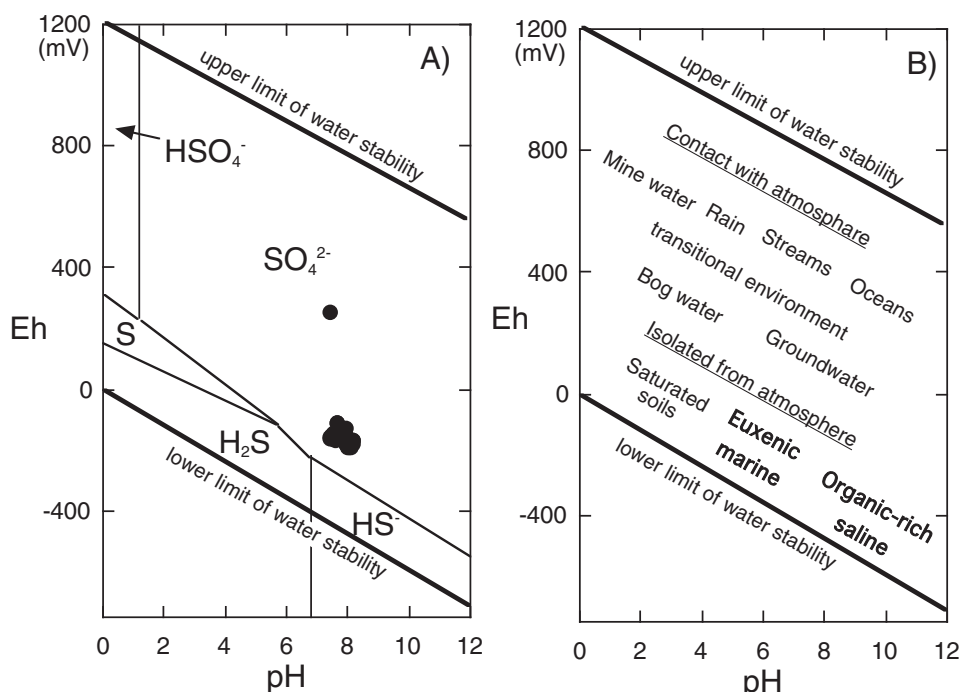 A)
1200
(mV)
800
400
Eh
0
-400
0 2 4 6 8 10 12
pH
upper limit of water stability
HSO₄⁻
SO₄²⁻
S
H₂S
HS⁻
lower limit of water stability
B)
1200
(mV)
800
400
Eh
0
-400
0 2 4 6 8 10 12
pH
upper limit of water stability
Contact with atmosphare
Mine water
Rain
Streams
Oceans
transitional environment
Bog water
Groundwater
Isolated from atmosphere
Saturated
soils
Euxenic
marine
Organic-rich
saline
lower limit of water stability